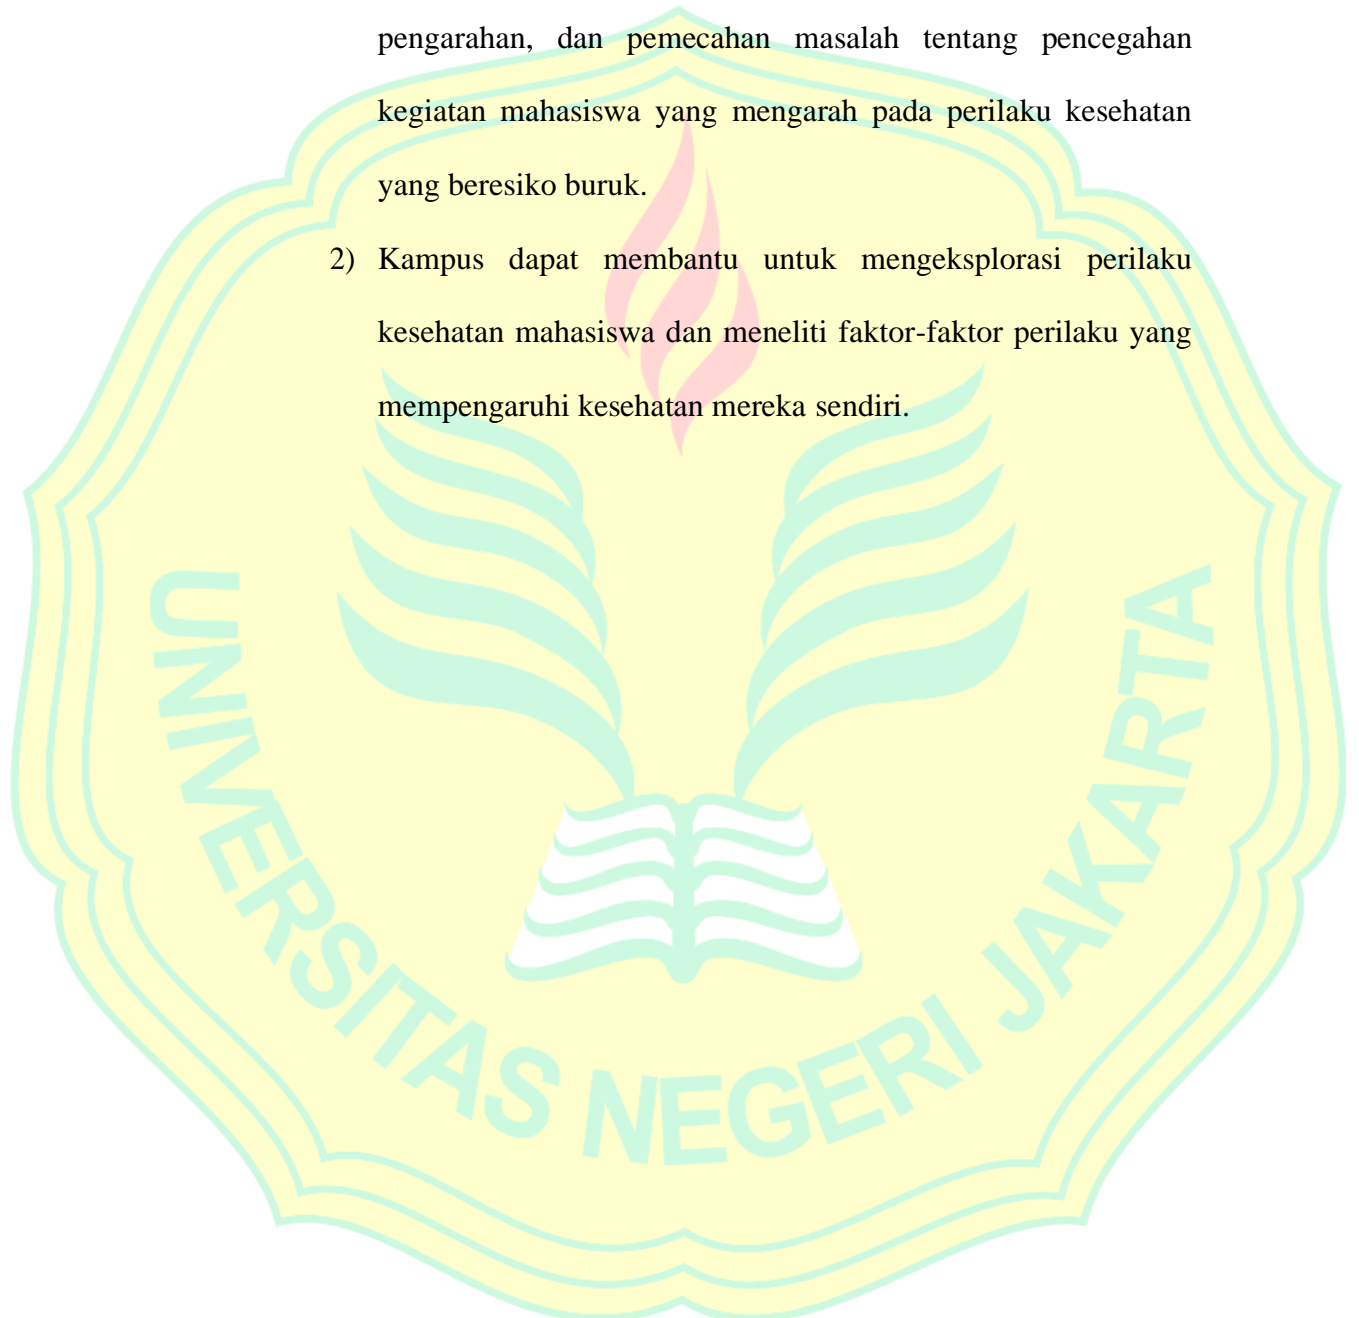 pengarahan, dan pemecahan masalah tentang pencegahan
kegiatan mahasiswa yang mengarah pada perilaku kesehatan
yang beresiko buruk.
2) Kampus dapat membantu untuk mengeksplorasi perilaku
kesehatan mahasiswa dan meneliti faktor-faktor perilaku yang
mempengaruhi kesehatan mereka sendiri.
UNIVERSITAS NEGERI JAKARTA